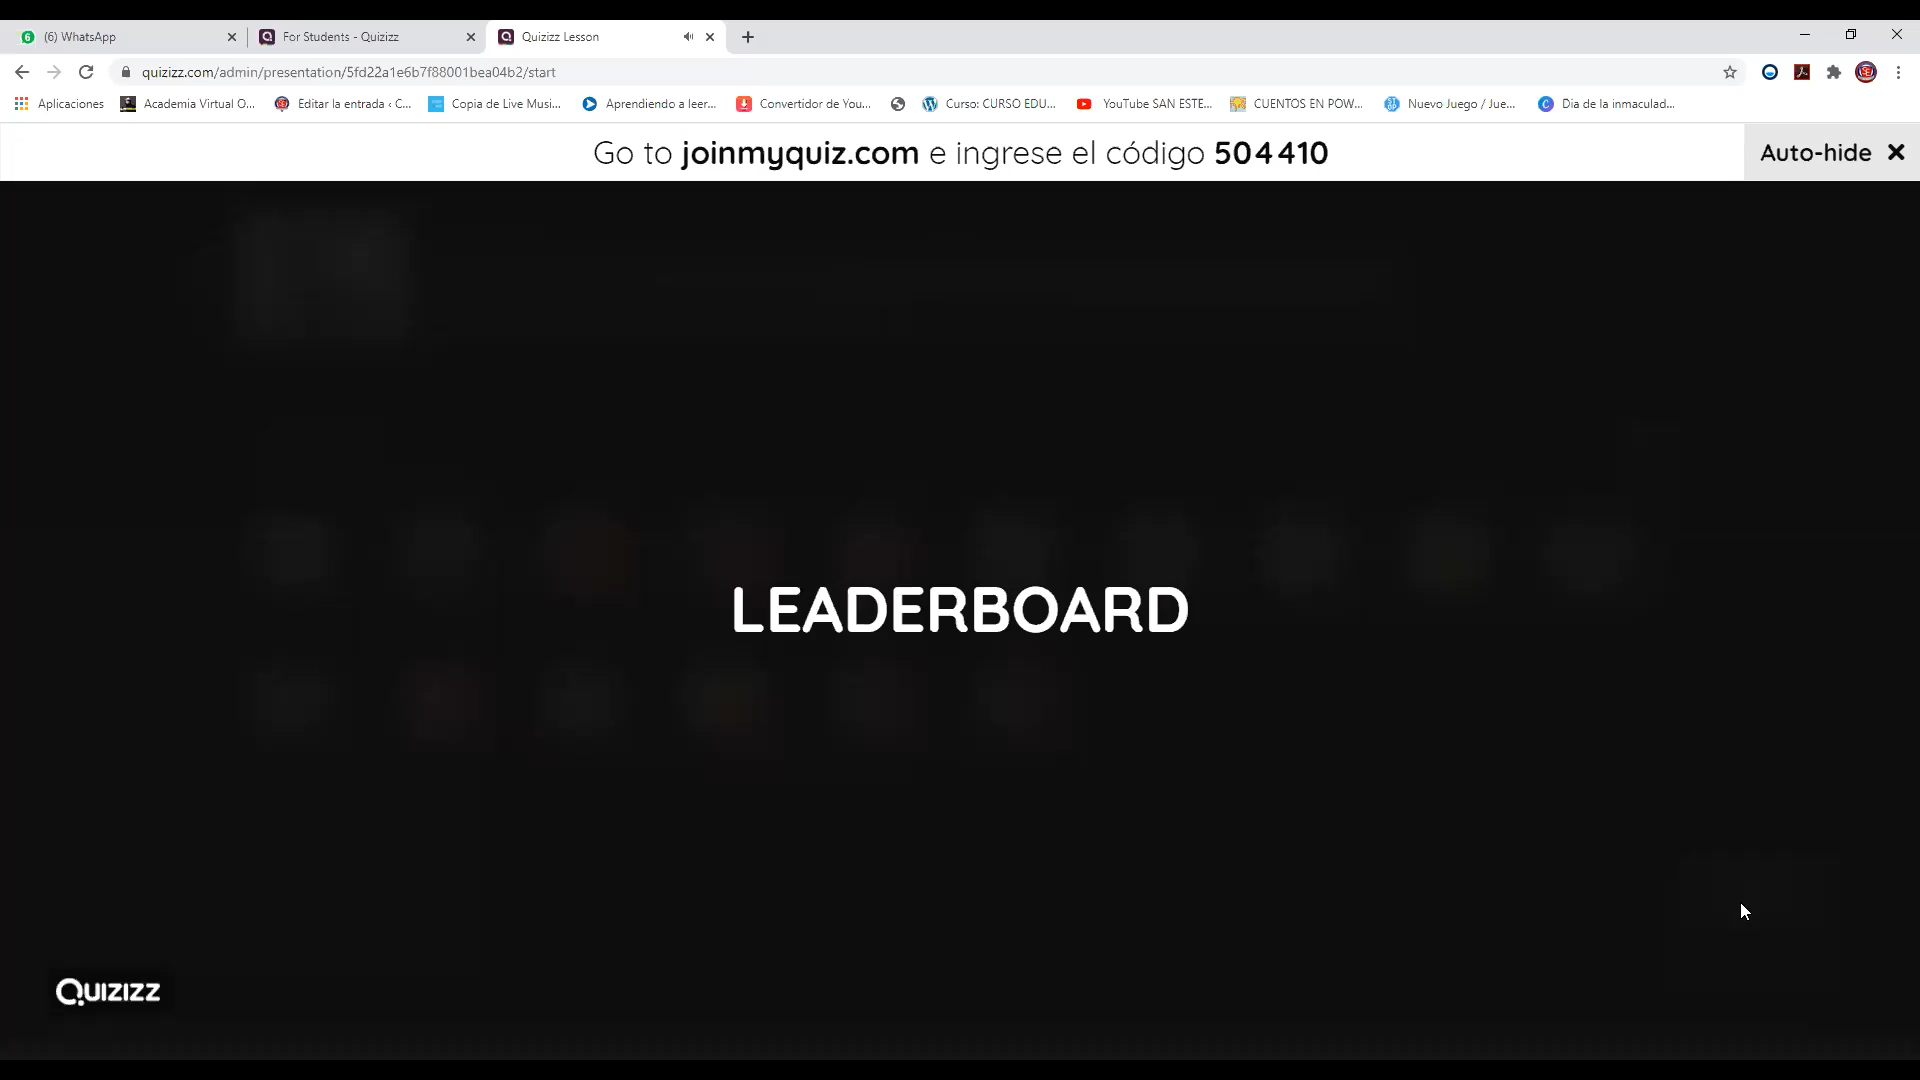 (6) WhatsApp
For Students - Quizizz
Quizizz Lesson
quizizz.com/admin/presentation/5fd22a1e6b7f88001bea04b2/start
Aplicaciones
Academia Virtual O...
Editar la entrada ‹ C...
Copia de Live Musi...
Aprendiendo a leer...
Convertidor de You...
Curso: CURSO EDU...
YouTube SAN ESTE...
CUENTOS EN POW...
Nuevo Juego / Jue...
Dia de la inmaculad...
Go to joinmyquiz.com e ingrese el código 504410
Auto-hide
LEADERBOARD
QUIZIZZ